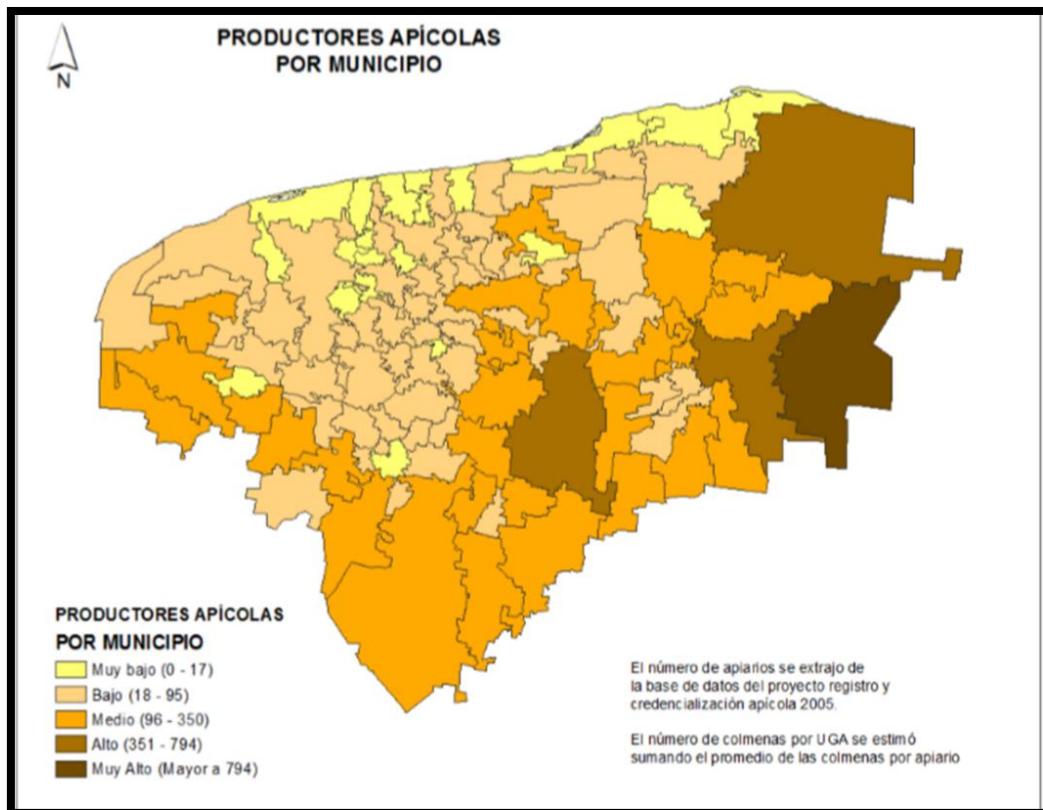 PRODUCTORES APÍCOLAS
POR MUNICIPIO
N
PRODUCTORES APÍCOLAS
POR MUNICIPIO
Muy bajo (0 - 17)
Bajo (18 - 95)
Medio (96 - 350)
Alto (351 - 794)
Muy Alto (Mayor a 794)
El número de apiarios se extrajo de
la base de datos del proyecto registro y
credencialización apícola 2005.
El número de colmenas por UGA se estimó
sumando el promedio de las colmenas por apiario